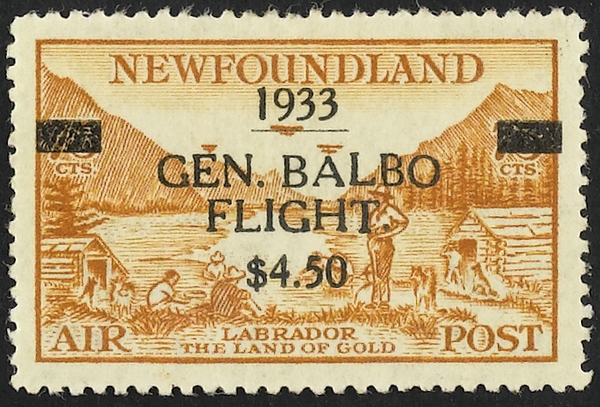 NEWFOUNDLAND
1933
CTS. CTS.
GEN. BALBO
FLIGHT.
$4.50
LABRADOR
AIR THE LAND OF GOLD POST